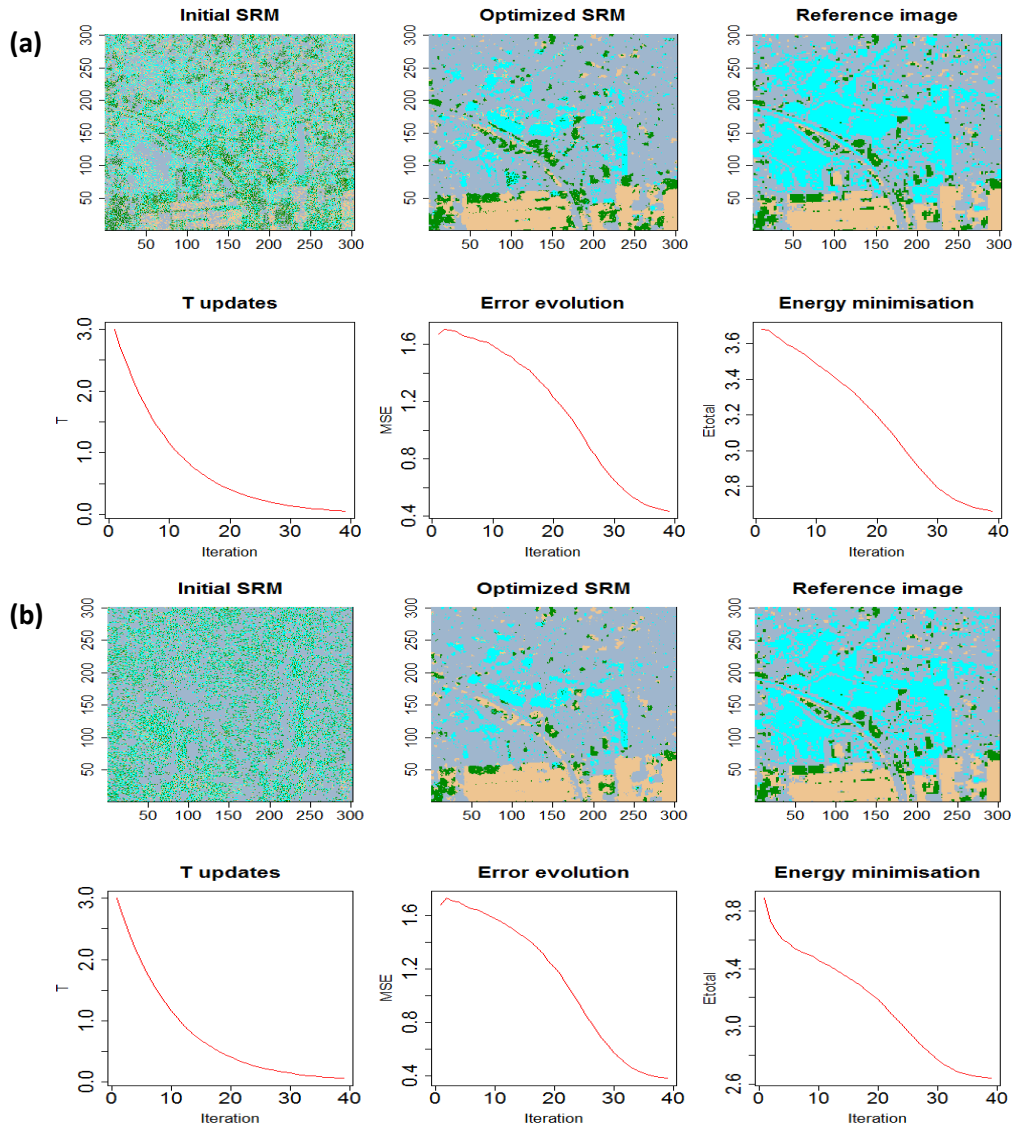 (a)
Initial SRM Optimized SRM Reference image
300 300 300
250 250 250
200 200 200
150 150 150
100 100 100
50 50 50
50 100 150 200 250 300 50 100 150 200 250 300 50 100 150 200 250 300
T updates Error evolution Energy minimisation
T MSE Etotal
3.0 1.6 3.6
2.0 1.2 3.4
1.0 0.8 3.2
0.0 0.4 3.0
2.8
0 10 20 30 40 0 10 20 30 40 0 10 20 30 40
Iteration Iteration Iteration
(b)
Initial SRM Optimized SRM Reference image
300 300 300
250 250 250
200 200 200
150 150 150
100 100 100
50 50 50
50 100 150 200 250 300 50 100 150 200 250 300 50 100 150 200 250 300
T updates Error evolution Energy minimisation
T MSE Etotal
3.0 1.6 3.8
2.0 1.2 3.4
1.0 0.8 3.0
0.0 0.4 2.6
0 10 20 30 40 0 10 20 30 40 0 10 20 30 40
Iteration Iteration Iteration